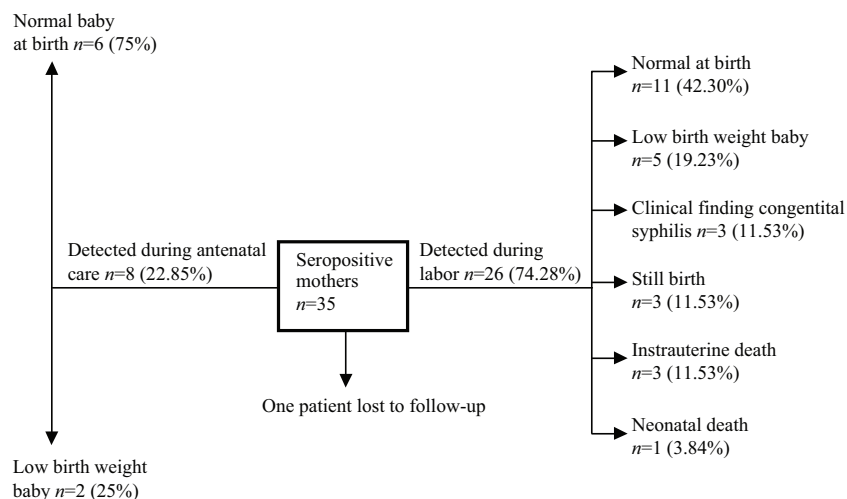 Normal baby
at birth n=6 (75%)
Normal at birth
n=11 (42.30%)
Low birth weight baby
n=5 (19.23%)
Clinical finding congentital
syphilis n=3 (11.53%)
Detected during antenatal
care n=8 (22.85%)
Seropositive
mothers
n=35
Detected during
labor n=26 (74.28%)
Still birth
n=3 (11.53%)
Instrauterine death
n=3 (11.53%)
One patient lost to follow-up
Neonatal death
n=1 (3.84%)
Low birth weight
baby n=2 (25%)